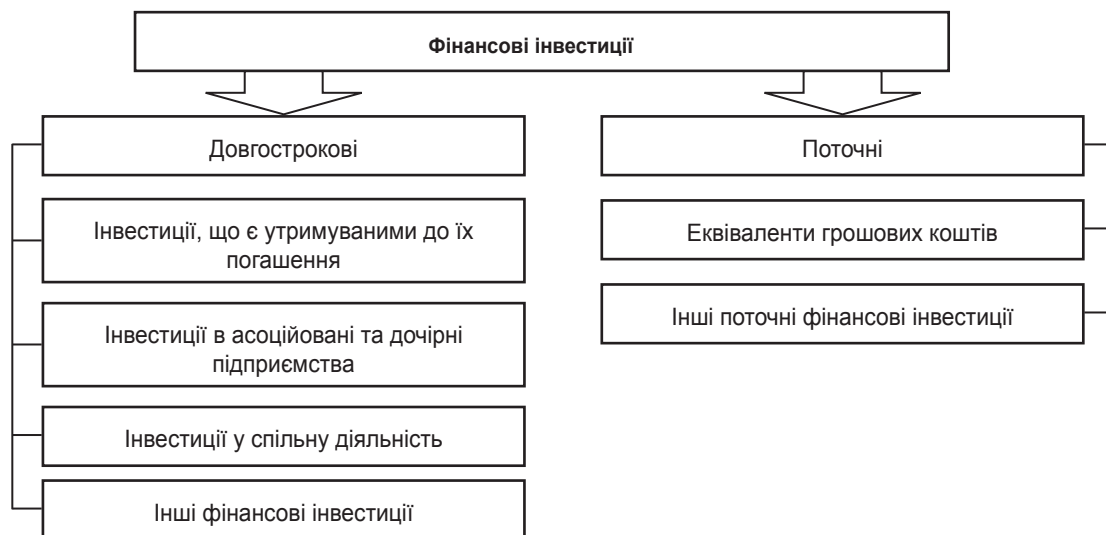 Фінансові інвестиції
Довгострокові
Інвестиції, що є утримуваними до їх
погашення
Інвестиції в асоційовані та дочірні
підприємства
Інвестиції у спільну діяльність
Інші фінансові інвестиції
Поточні
Еквіваленти грошових коштів
Інші поточні фінансові інвестиції